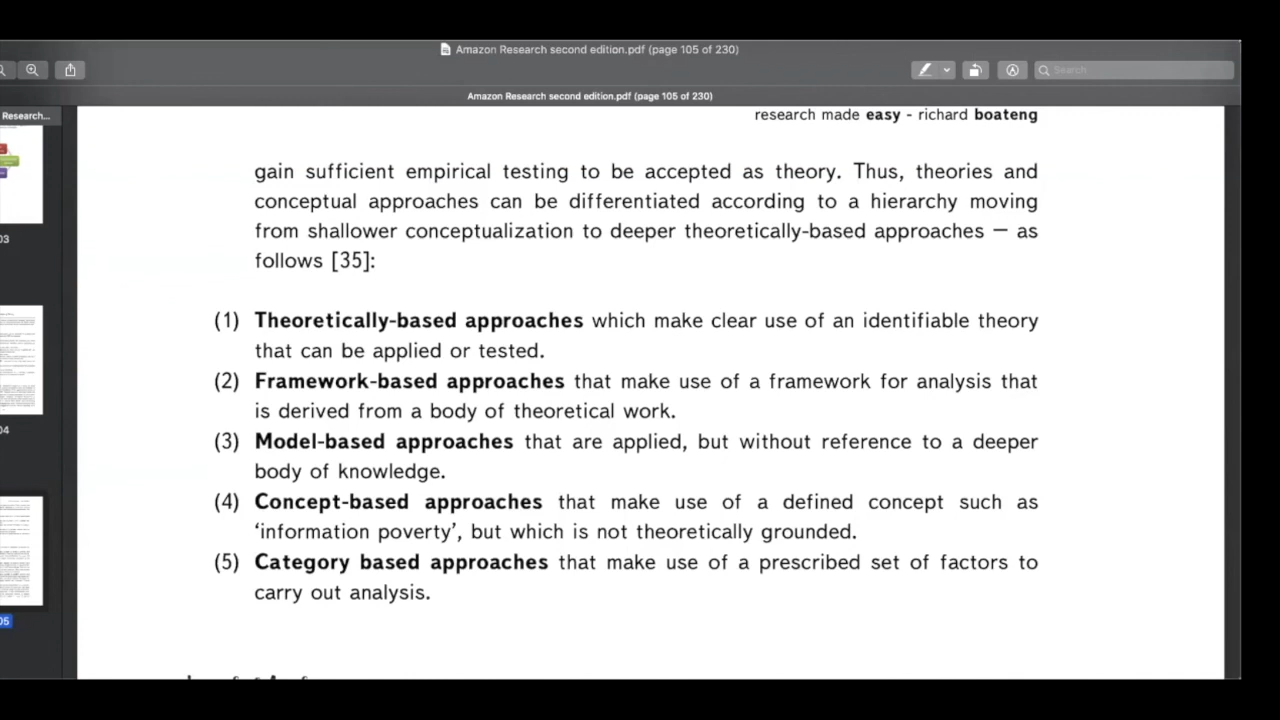 Amazon Research second edition.pdf (page 105 of 230)
Search
Amazon Research second edition.pdf (page 105 of 230)
Research...
research made easy - richard boateng
gain sufficient empirical testing to be accepted as theory. Thus, theories and
conceptual approaches can be differentiated according to a hierarchy moving
from shallower conceptualization to deeper theoretically-based approaches — as
follows [35]:
03
(1) Theoretically-based approaches which make clear use of an identifiable theory
that can be applied or tested.
(2) Framework-based approaches that make use of a framework for analysis that
is derived from a body of theoretical work.
04
(3) Model-based approaches that are applied, but without reference to a deeper
body of knowledge.
(4) Concept-based approaches that make use of a defined concept such as
‘information poverty’, but which is not theoretically grounded.
(5) Category based approaches that make use of a prescribed set of factors to
carry out analysis.
05